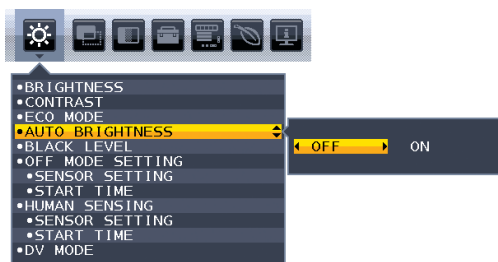 •BRIGHTNESS
•CONTRAST
•ECO MODE
•AUTO BRIGHTNESS
OFF ON
•BLACK LEVEL
•OFF MODE SETTING
•SENSOR SETTING
•START TIME
•HUMAN SENSING
•SENSOR SETTING
•START TIME
•DV MODE